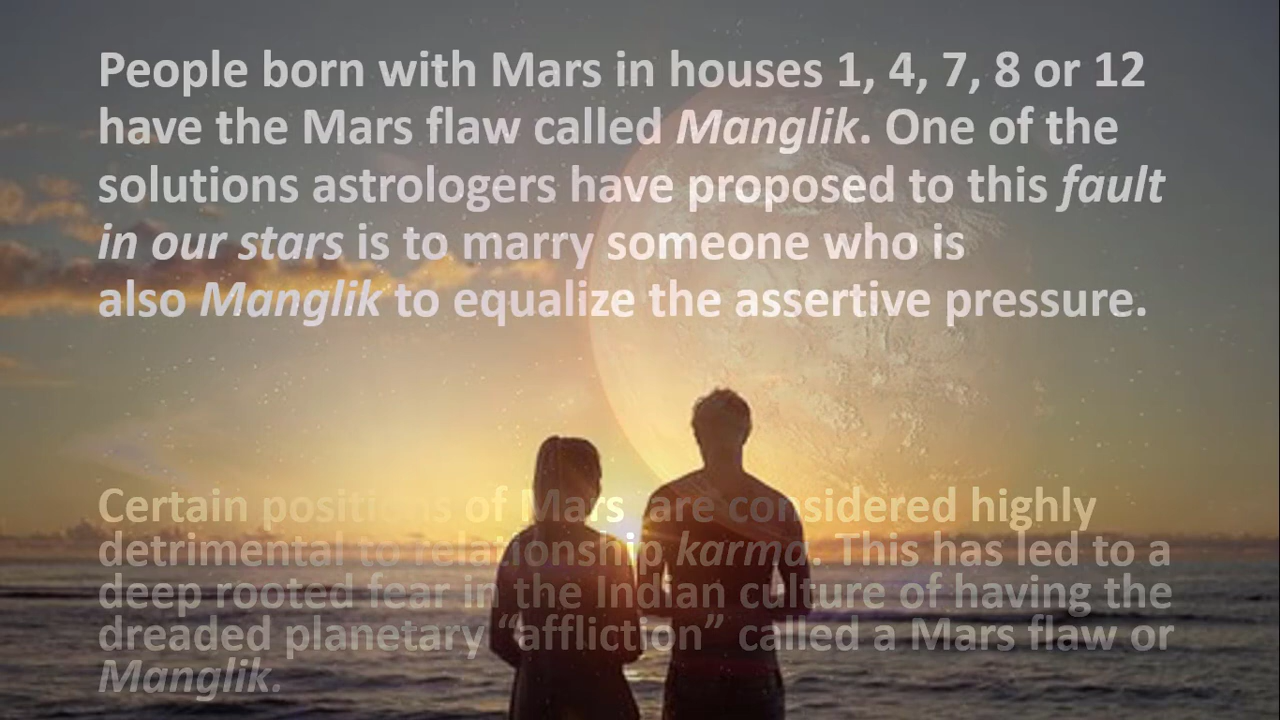 People born with Mars in houses 1, 4, 7, 8 or 12
have the Mars flaw called Manglik. One of the
solutions astrologers have proposed to this fault
in our stars is to marry someone who is
also Manglik to equalize the assertive pressure.
Certain positions of Mars are considered highly
detrimental to relationship karma. This has led to a
deep rooted fear in the Indian culture of having the
dreaded planetary “affliction” called a Mars flaw or
Manglik.